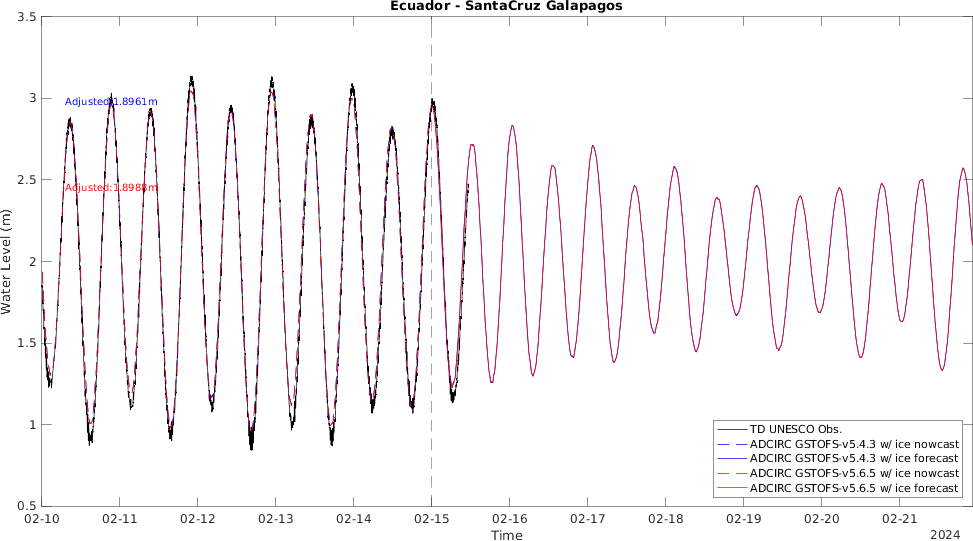 Ecuador - SantaCruz Galapagos
3.5
3
2.5
2
1.5
1
0.5
Water Level (m)
Adjusted:1.8961m
Adjusted:1.8988m
TD UNESCO Obs.
ADCIRC GSTOFS-v5.4.3 w/ ice nowcast
ADCIRC GSTOFS-v5.4.3 w/ ice forecast
ADCIRC GSTOFS-v5.6.5 w/ ice nowcast
ADCIRC GSTOFS-v5.6.5 w/ ice forecast
02-10 02-11 02-12 02-13 02-14 02-15 02-16 02-17 02-18 02-19 02-20 02-21
Time
2024